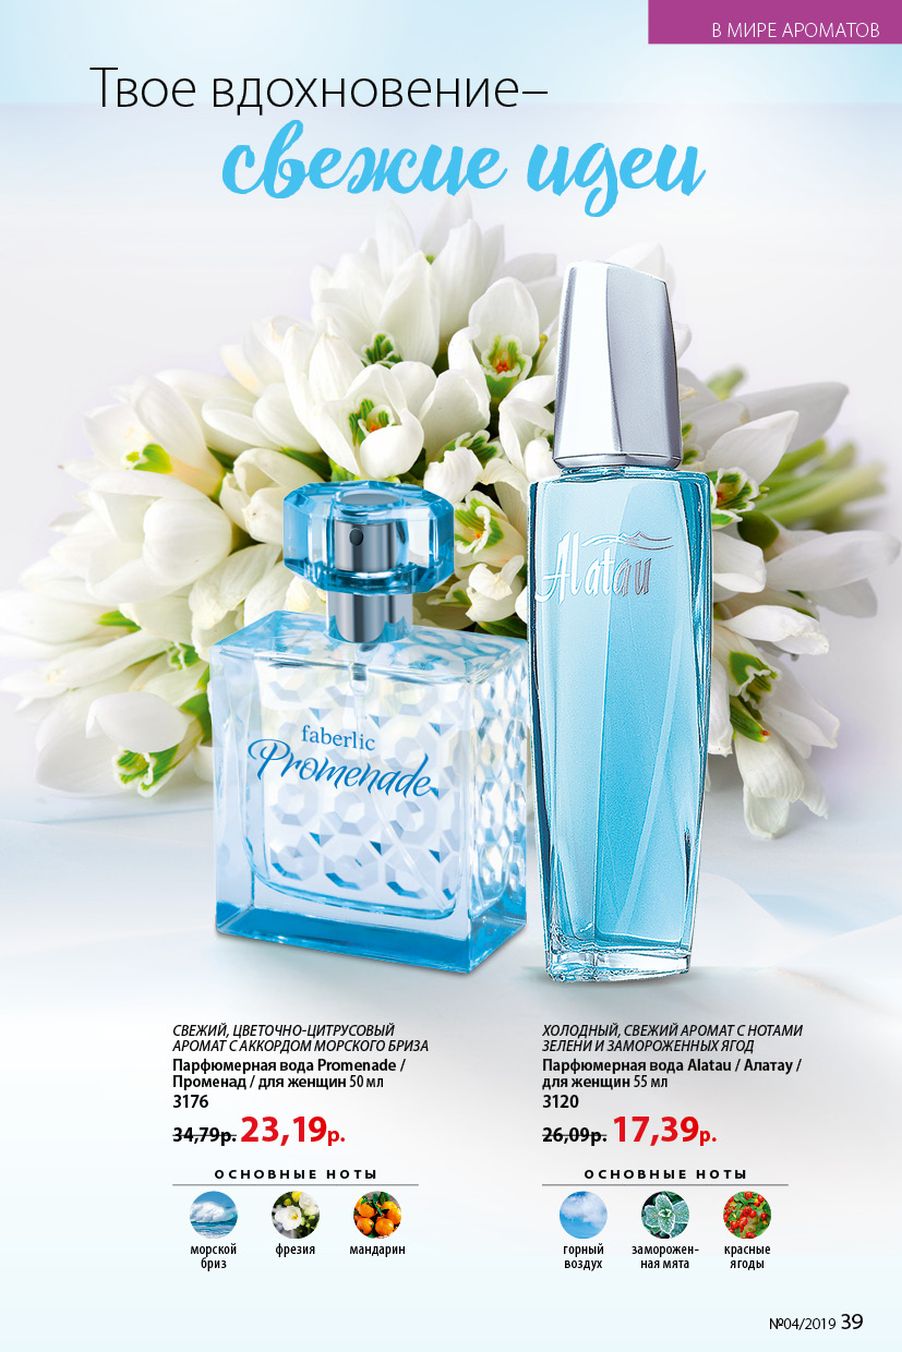 В МИРЕ АРОМАТОВ
Твое вдохновение–
свежие идеи
Alatau
faberlic
Promenade
СВЕЖИЙ, ЦВЕТОЧНО-ЦИТРУСОВЫЙ
АРОМАТ С АККОРДОМ МОРСКОГО БРИЗА
Парфюмерная вода Promenade /
Променад / для женщин 50 мл
3176
34,79р. 23,19р.
ОСНОВНЫЕ НОТЫ
морской
бриз
фрезия
мандарин
ХОЛОДНЫЙ, СВЕЖИЙ АРОМАТ С НОТАМИ
ЗЕЛЕНИ И ЗАМОРОЖЕННЫХ ЯГОД
Парфюмерная вода Alatau / Алатау /
для женщин 55 мл
3120
26,09р. 17,39р.
ОСНОВНЫЕ НОТЫ
горный
воздух
заморожен-
ная мята
красные
ягоды
№04/2019 39